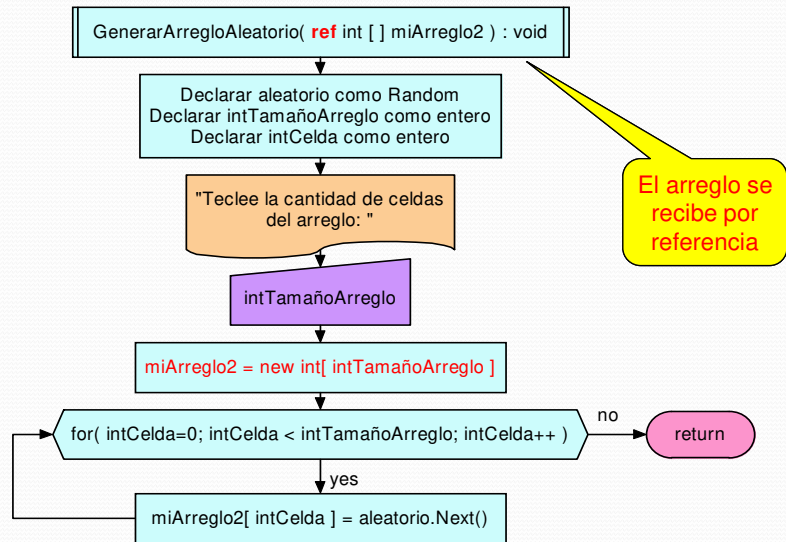 GenerarArregloAleatorio( ref int [ ] miArreglo2 ) : void
Declarar aleatorio como Random
Declarar intTamañoArreglo como entero
Declarar intCelda como entero
El arreglo se
recibe por
referencia
"Teclee la cantidad de celdas
del arreglo: "
intTamañoArreglo
miArreglo2 = new int[ intTamañoArreglo ]
for( intCelda=0; intCelda < intTamañoArreglo; intCelda++ )
no
return
yes
miArreglo2[ intCelda ] = aleatorio.Next()